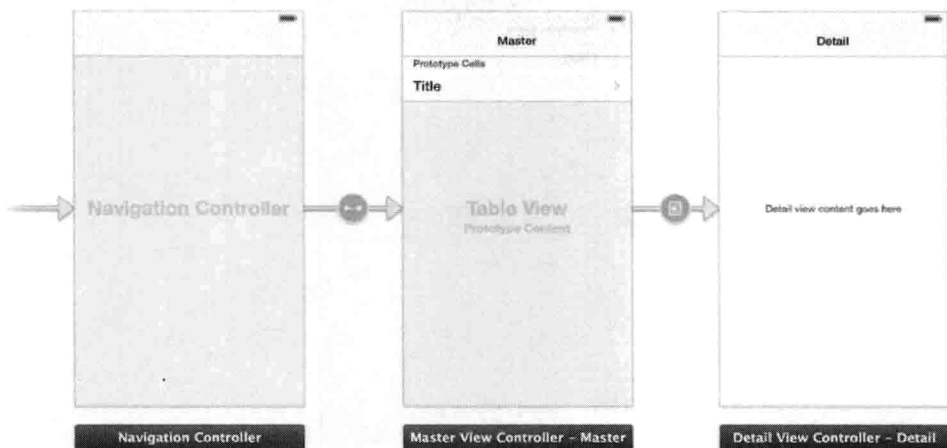 Navigation Controller
Navigation Controller
Master
Prototype Cells
Title
Table View
Prototype Content
Master View Controller – Master
Detail
Detail view content goes here
Detail View Controller – Detail